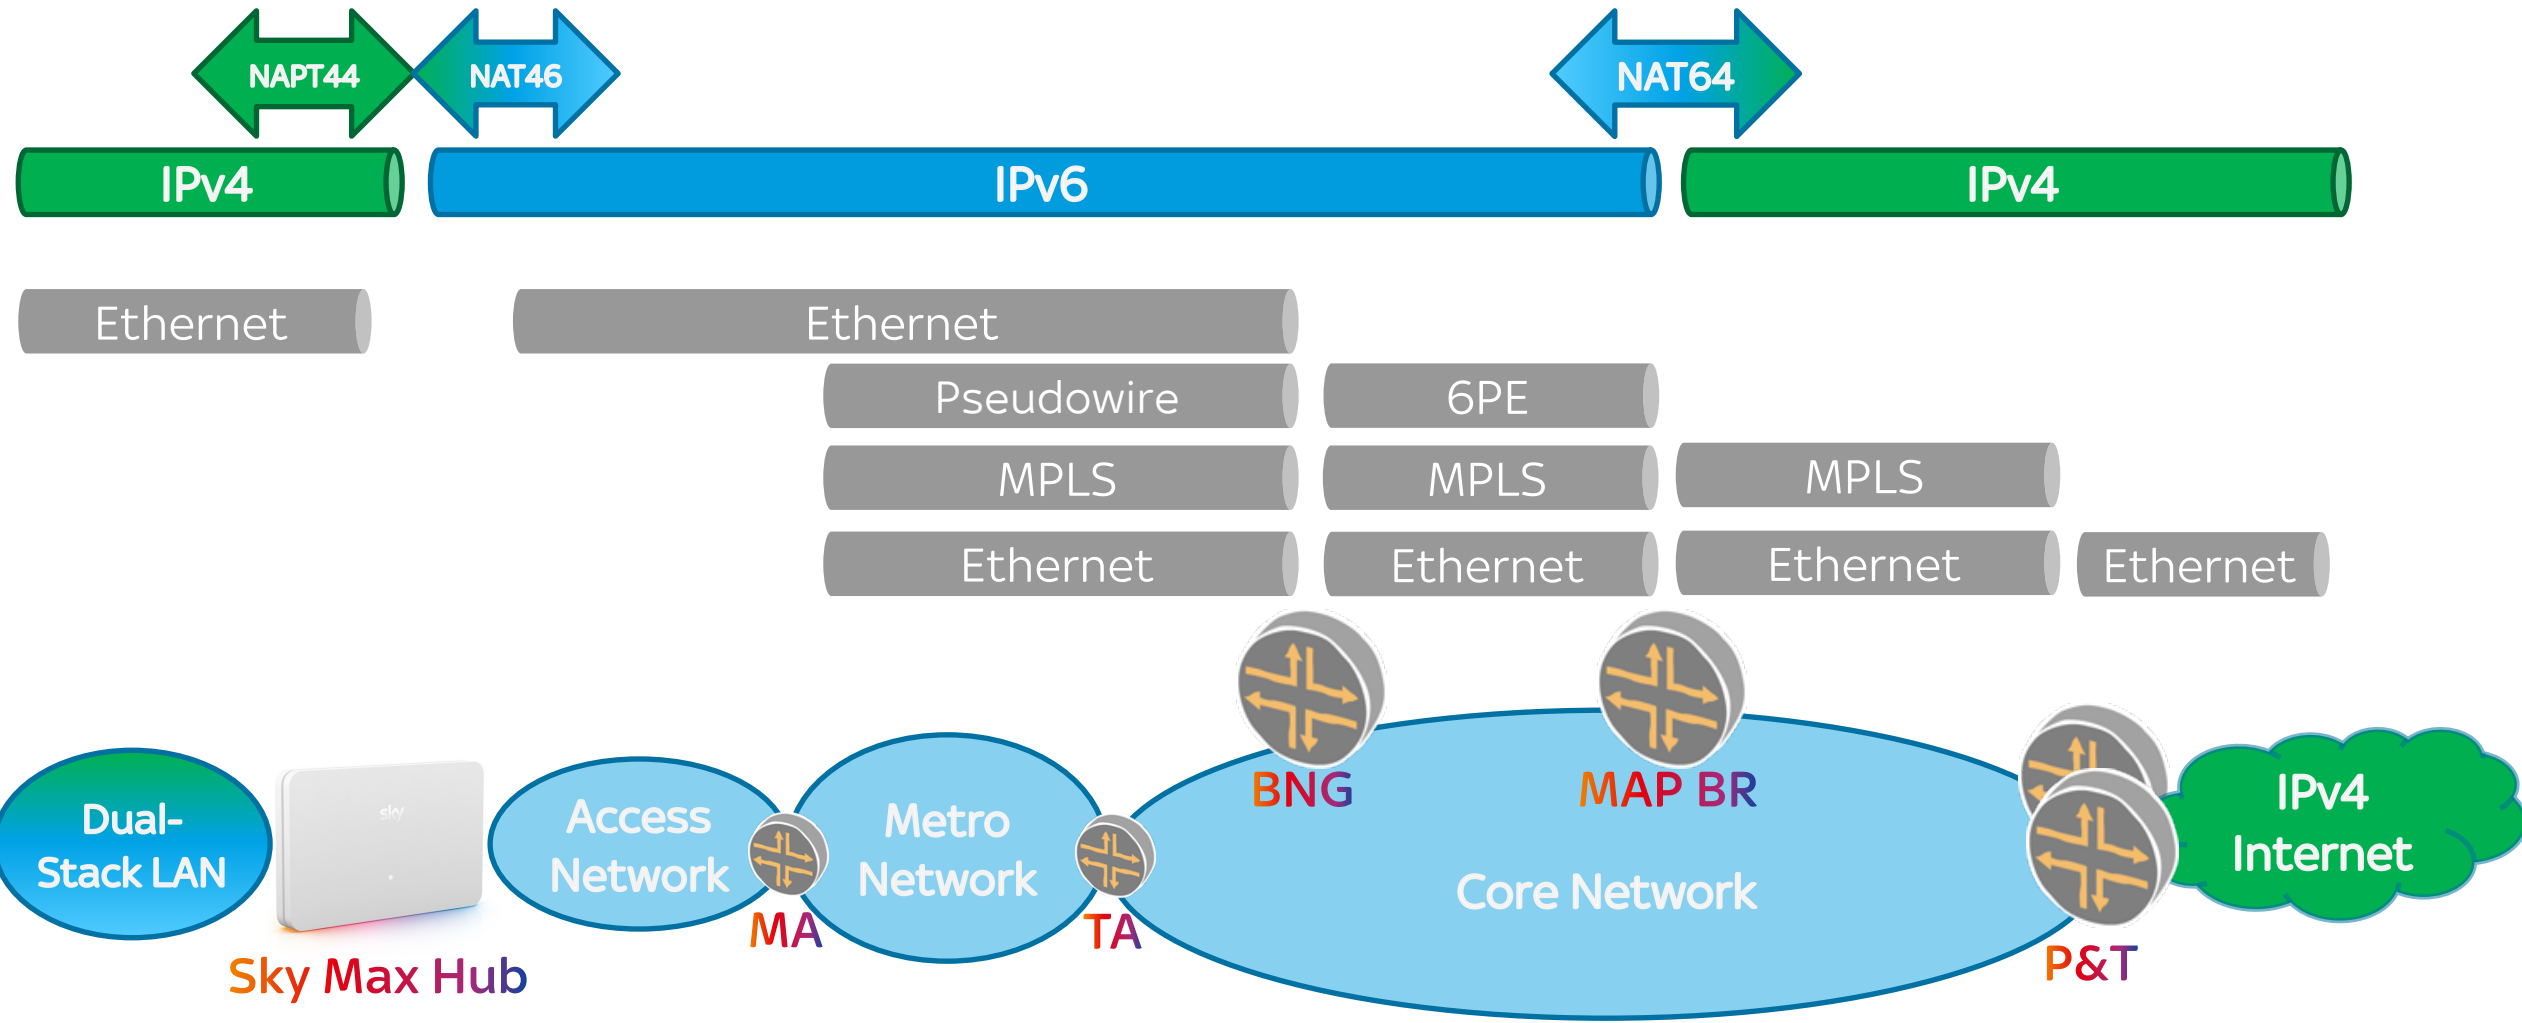 NAPT44
NAT46
NAT64
IPv4
IPv6
IPv4
Ethernet
Ethernet
Pseudowire
6PE
MPLS
MPLS
MPLS
Ethernet
Ethernet
Ethernet
Ethernet
Dual-
Stack LAN
sky
Sky Max Hub
Access
Network
MA
Metro
Network
TA
BNG
MAP BR
Core Network
P&T
IPv4
Internet